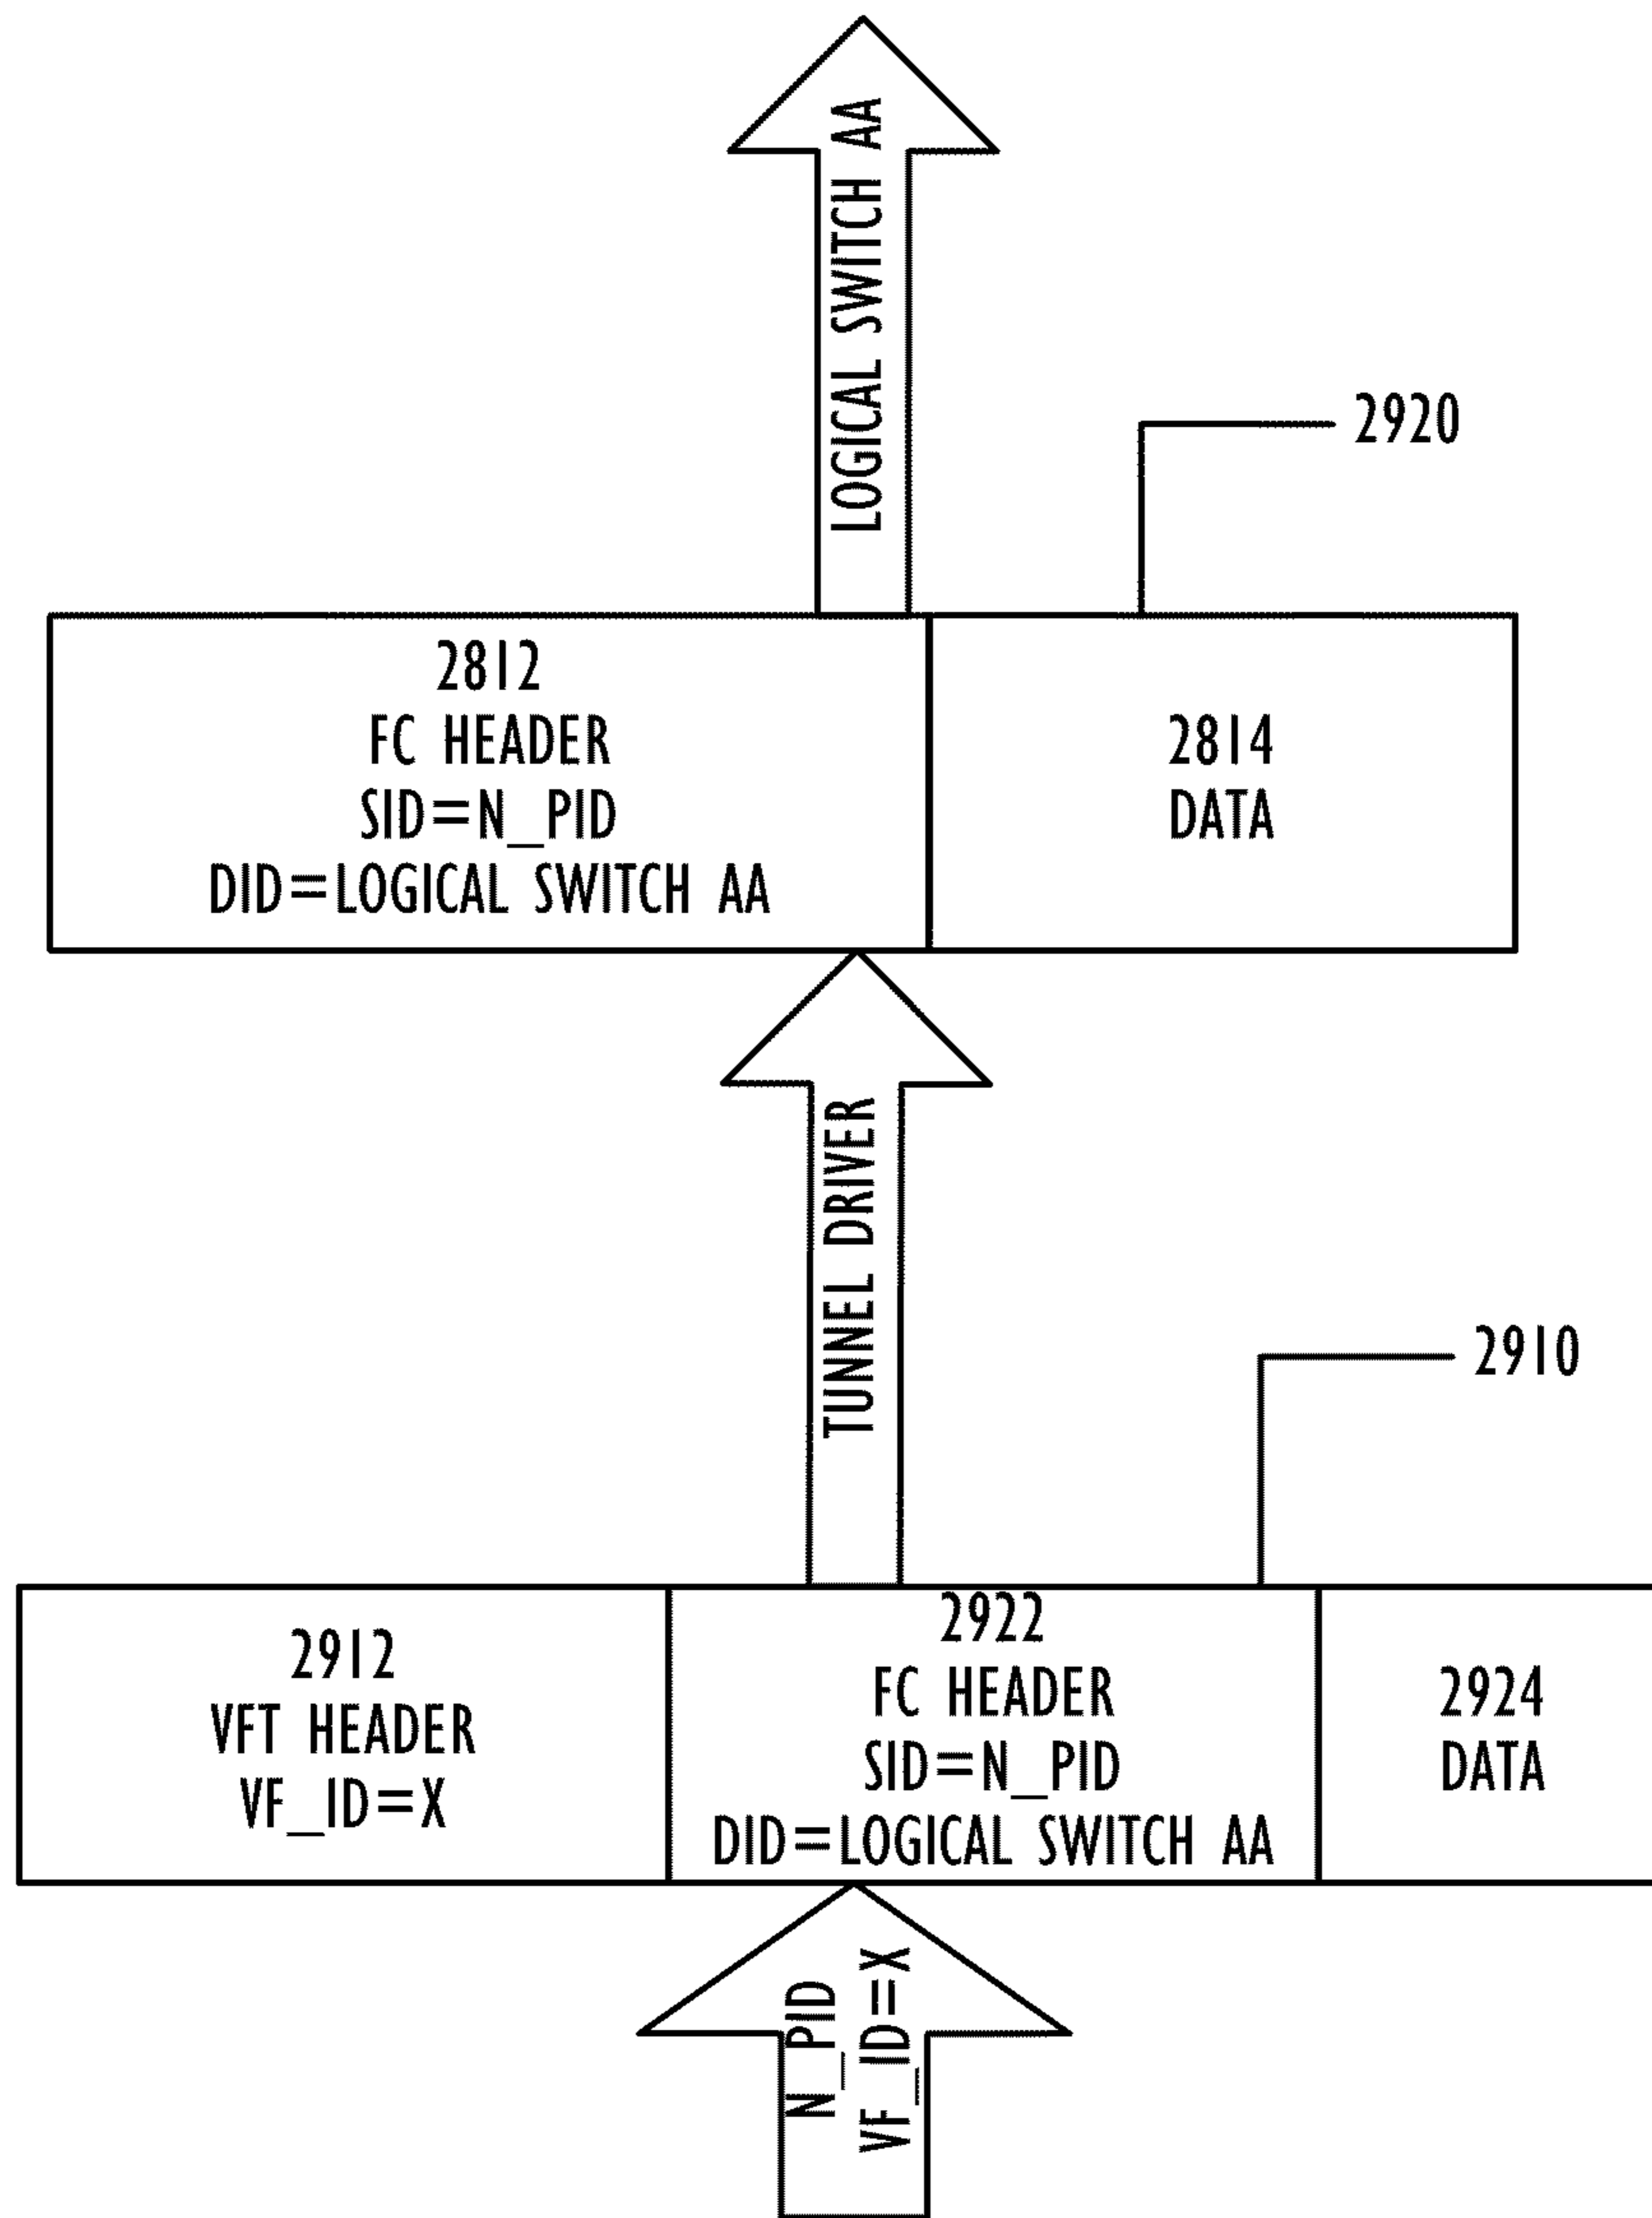 LOGICAL SWITCH AA
2920
2812
FC HEADER
SID=N_PID
DID=LOGICAL SWITCH AA
2814
DATA
TUNNEL DRIVER
2910
2912
VFT HEADER
VF_ID=X
2922
FC HEADER
SID=N_PID
DID=LOGICAL SWITCH AA
2924
DATA
N_PID
VF_ID=X